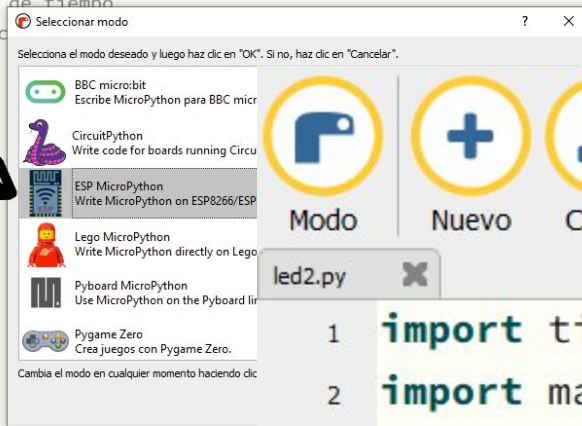 de tiempo
Seleccionar modo
Selecciona el modo deseado y luego haz clic en "OK". Si no, haz clic en "Cancelar".
BBC micro:bit
Escribe MicroPython para BBC micr
CircuitPython
Write code for boards running Circu
ESP MicroPython
Write MicroPython on ESP8266/ESP
Lego MicroPython
Write MicroPython directly on Lego
Pyboard MicroPython
Use MicroPython on the Pyboard lin
Pygame Zero
Crea juegos con Pygame Zero.
Cambia el modo en cualquier momento haciendo clic
Modo
Nuevo
C
led2.py
1 import ti
2 import ma